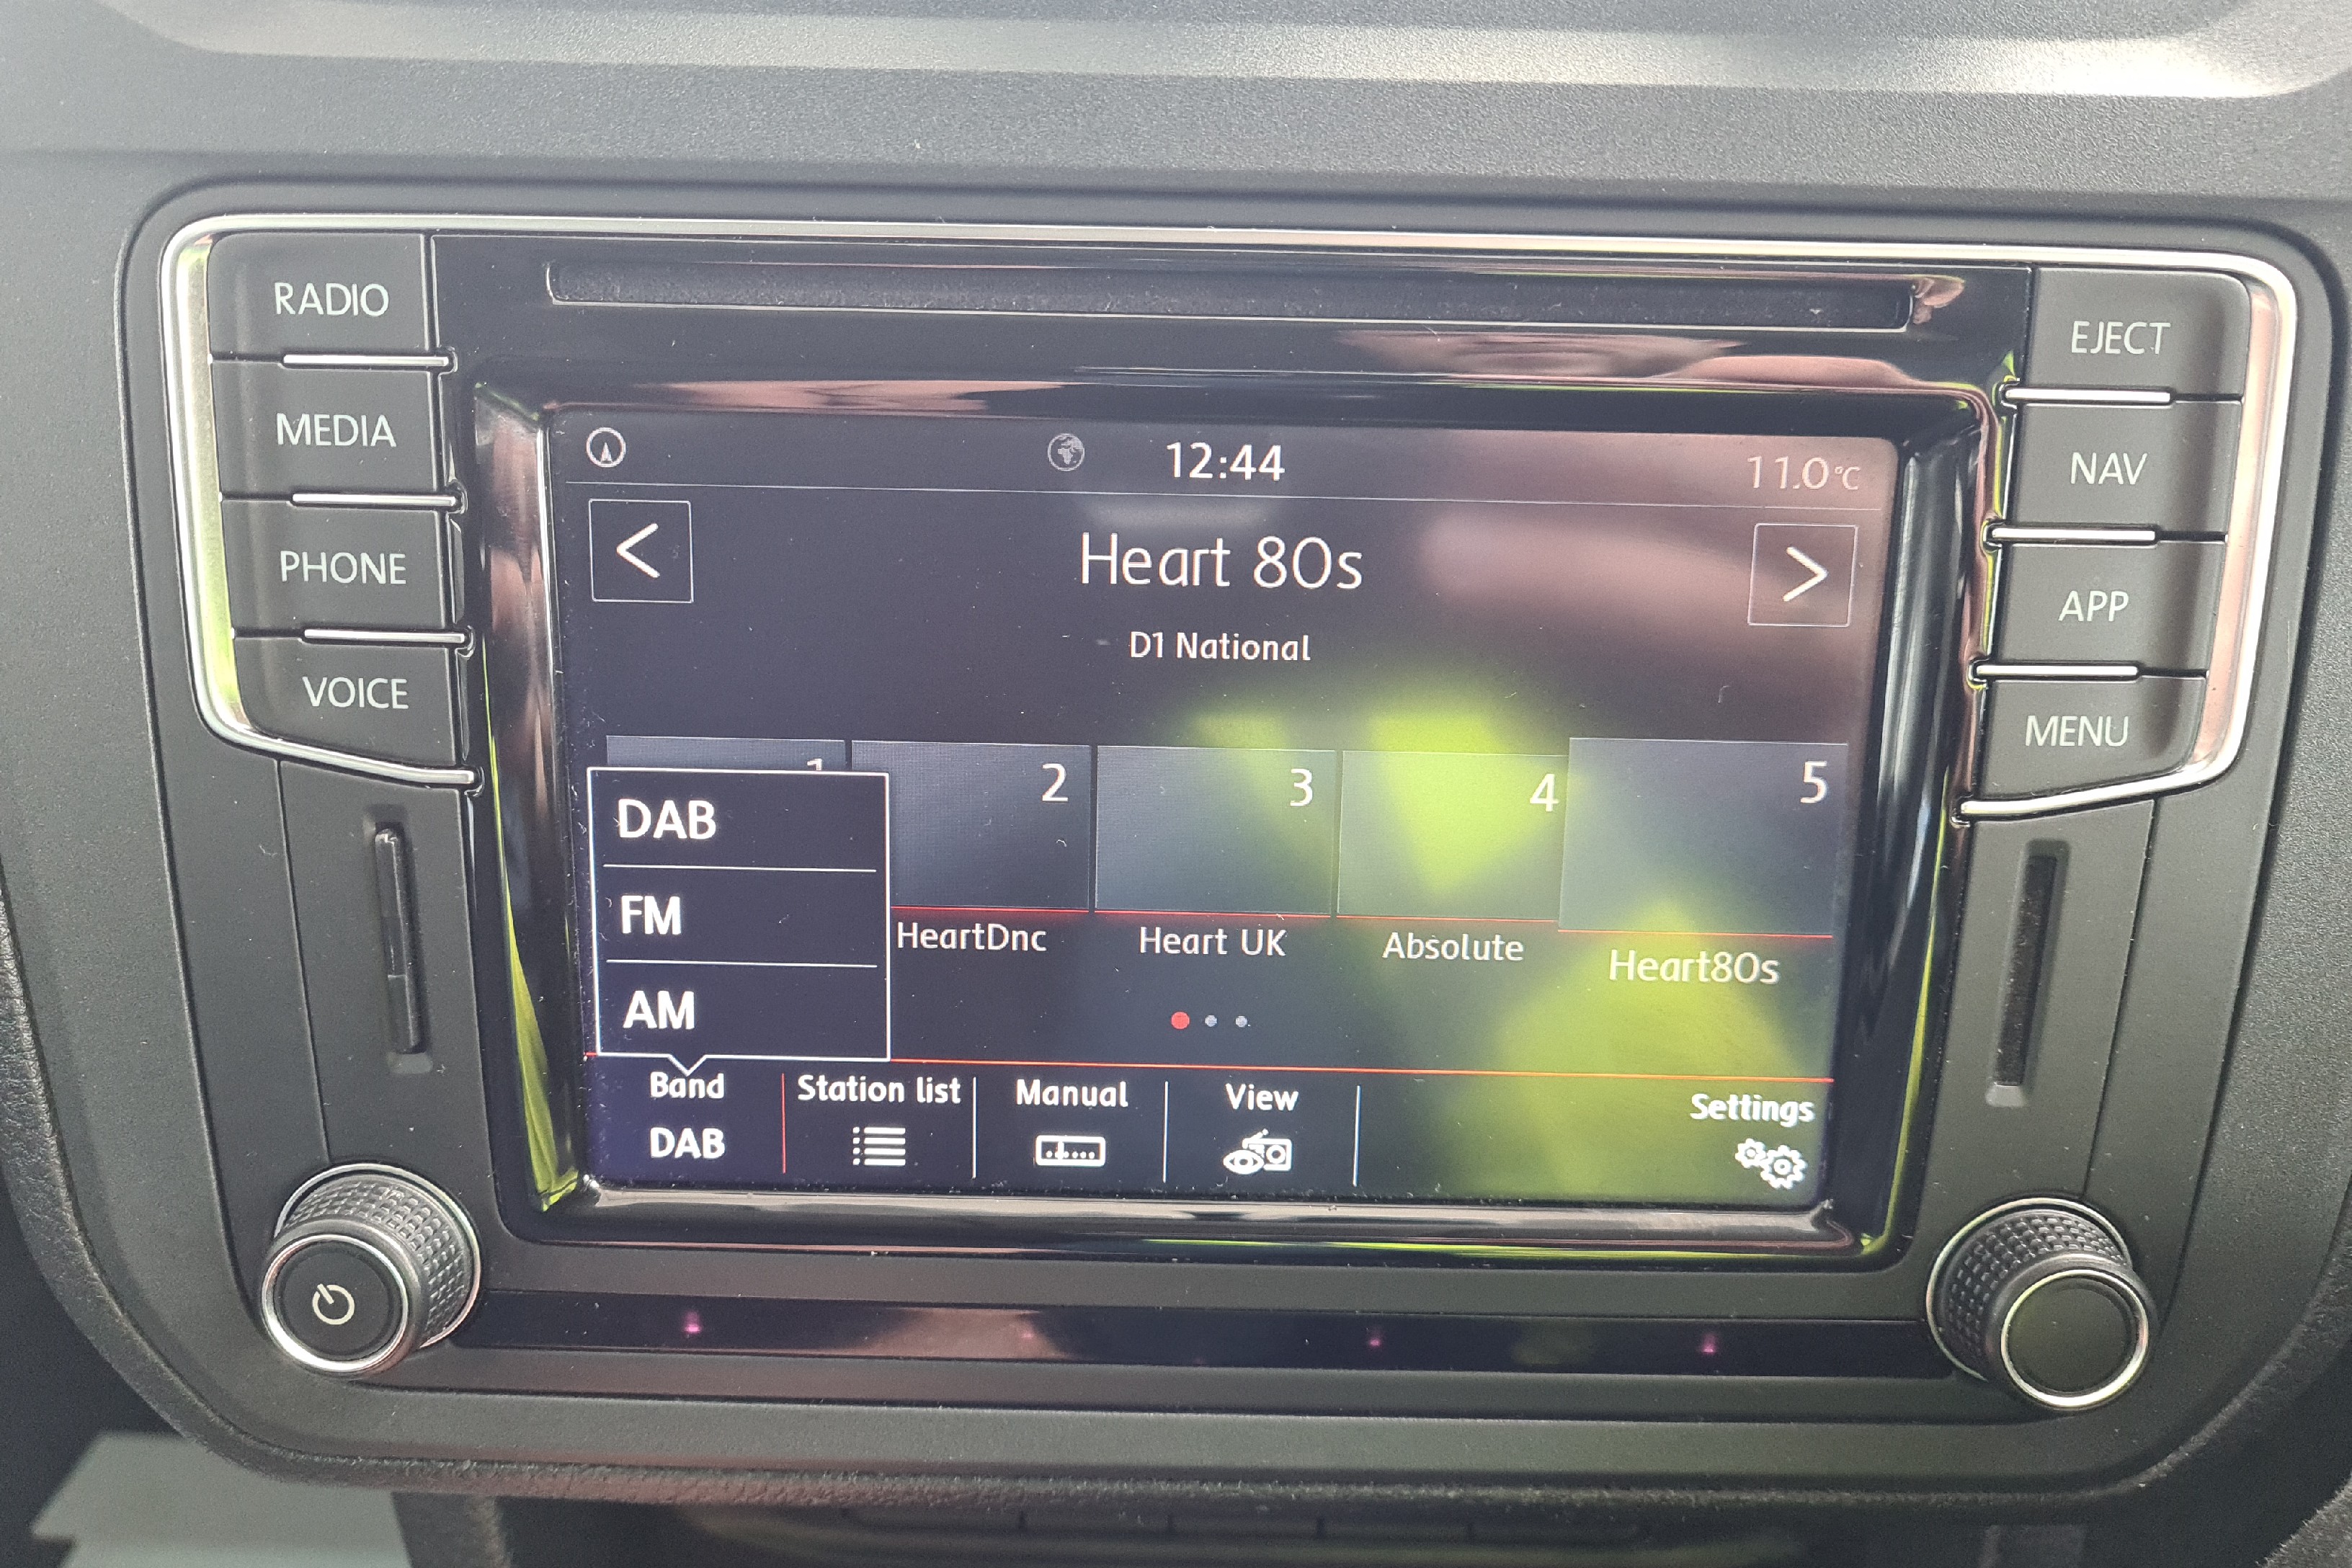 RADIO
MEDIA
PHONE
VOICE
EJECT
NAV
APP
MENU
12:44
11.0°C
<
Heart 80s
>
D1 National
1
2
3
4
5
HeartDnc
Heart UK
Absolute
Heart80s
DAB
FM
AM
Band
DAB
Station list
Manual
View
Settings